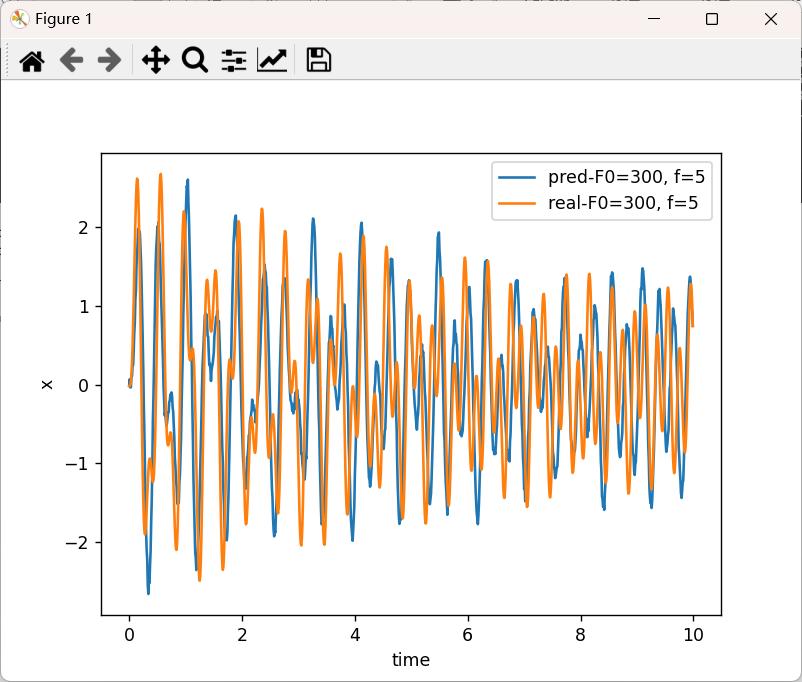 Figure 1
pred-F0=300, f=5
real-F0=300, f=5
2
1
0
−1
−2
x
0 2 4 6 8 10
time